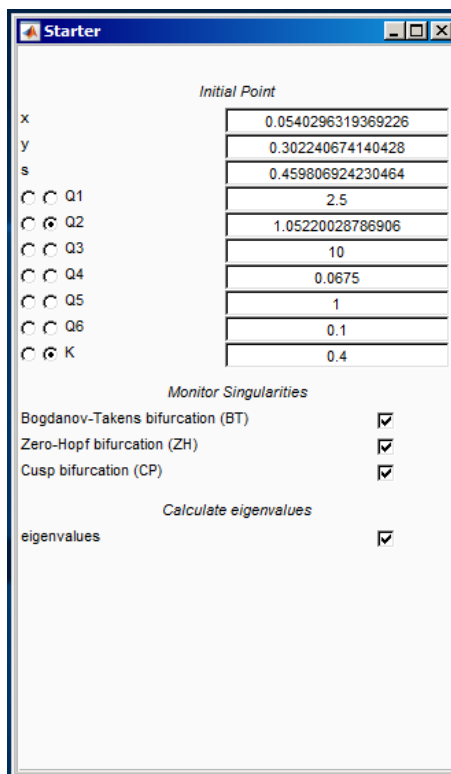 Starter
Initial Point
x 0.0540296319369226
y 0.302240674140428
s 0.459806924230464
Q1 2.5
Q2 1.05220028786906
Q3 10
Q4 0.0675
Q5 1
Q6 0.1
K 0.4
Monitor Singularities
Bogdanov-Takens bifurcation (BT)
Zero-Hopf bifurcation (ZH)
Cusp bifurcation (CP)
Calculate eigenvalues
eigenvalues